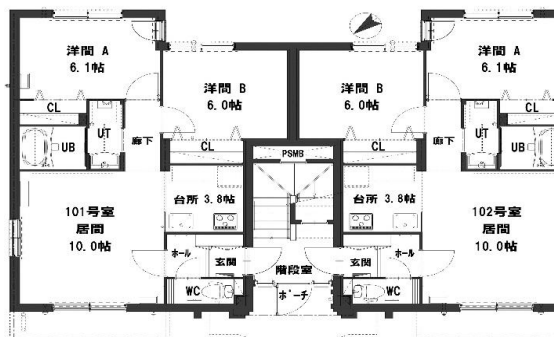 洋間 A
6.1帖
洋間 B
6.0帖
洋間 B
6.0帖
洋間 A
6.1帖
CL
UT
UB
廊下
CL
PSMB
CL
廊下
UT
CL
UB
台所 3.8帖
台所 3.8帖
101号室
居間
10.0帖
102号室
居間
10.0帖
ホール
玄関
階段室
玄関
ホール
WC
ポーチ
WC